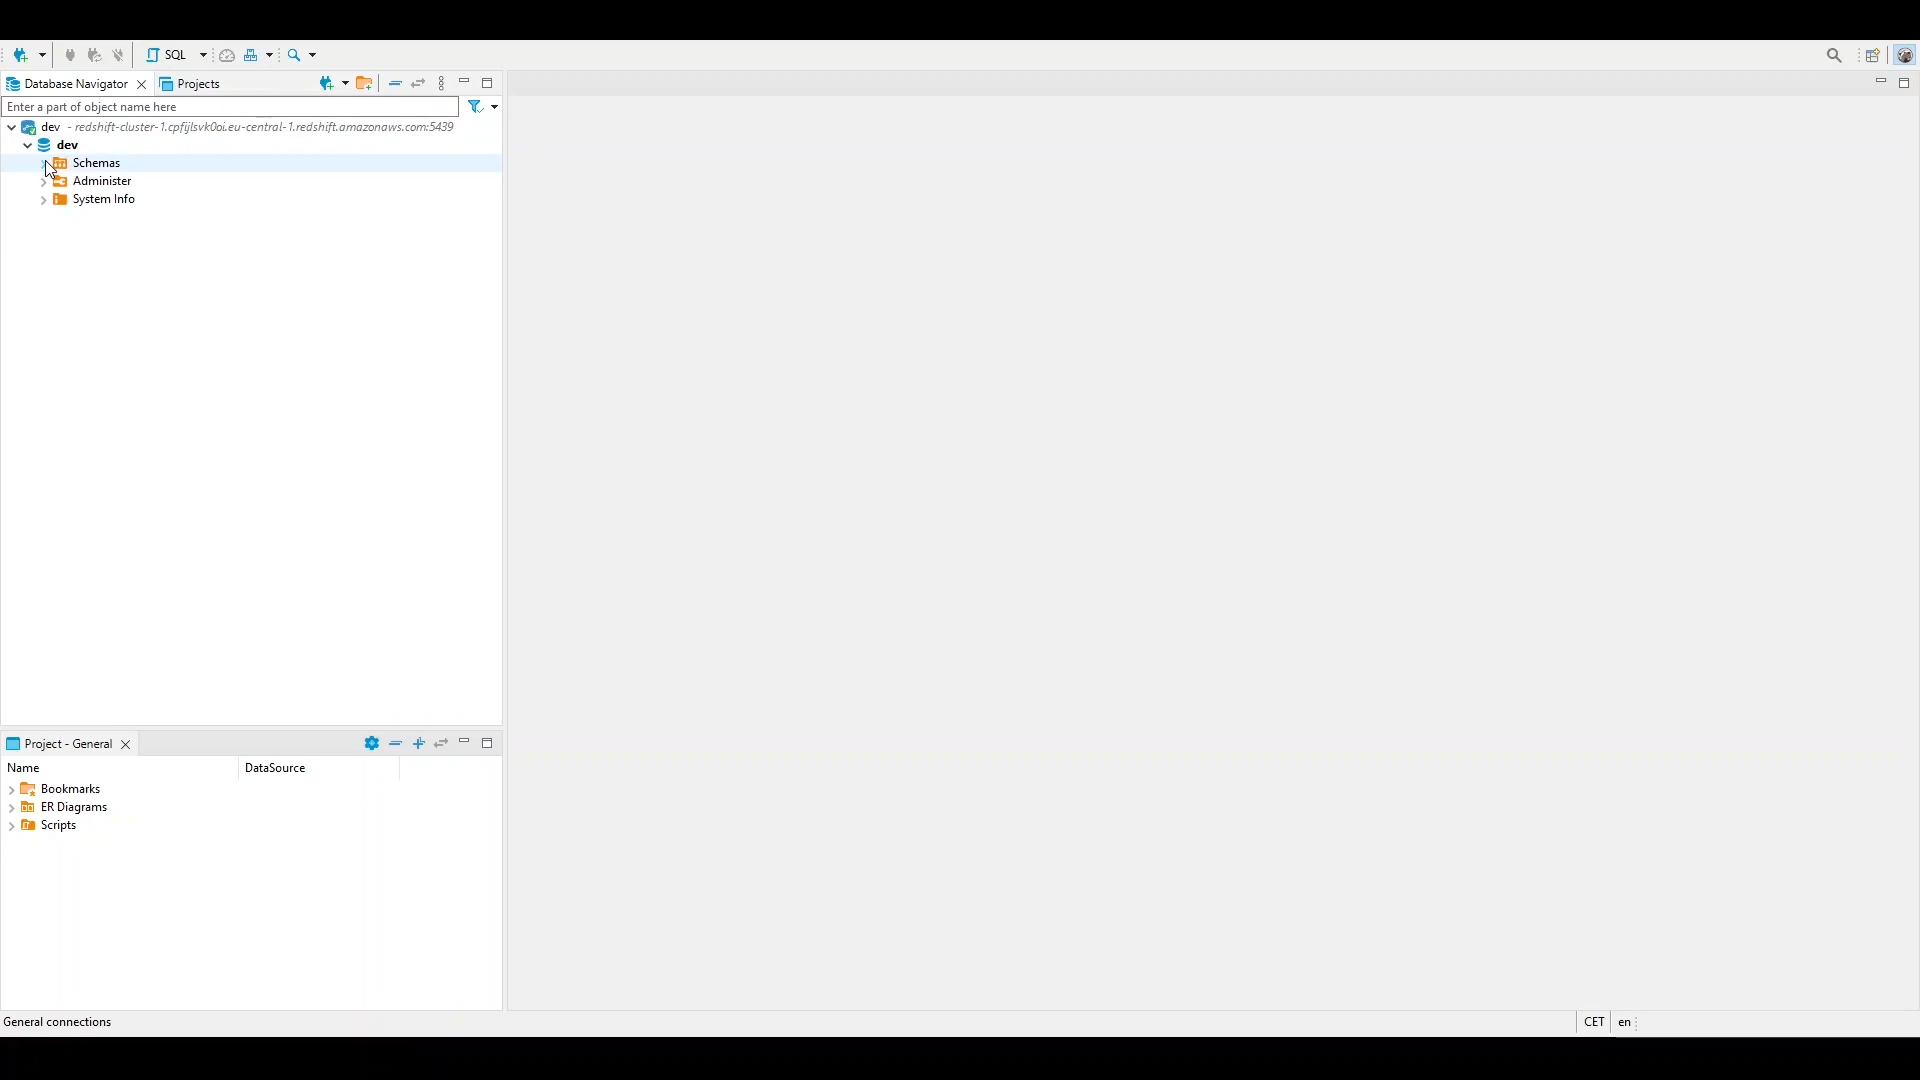 SQL
Database Navigator
Projects
Enter a part of object name here
dev - redshift-cluster-1.cpfijlsvk0oi.eu-central-1.redshift.amazonaws.com:5439
dev
Schemas
Administer
System Info
Project - General
Name DataSource
Bookmarks
ER Diagrams
Scripts
General connections
CET
en